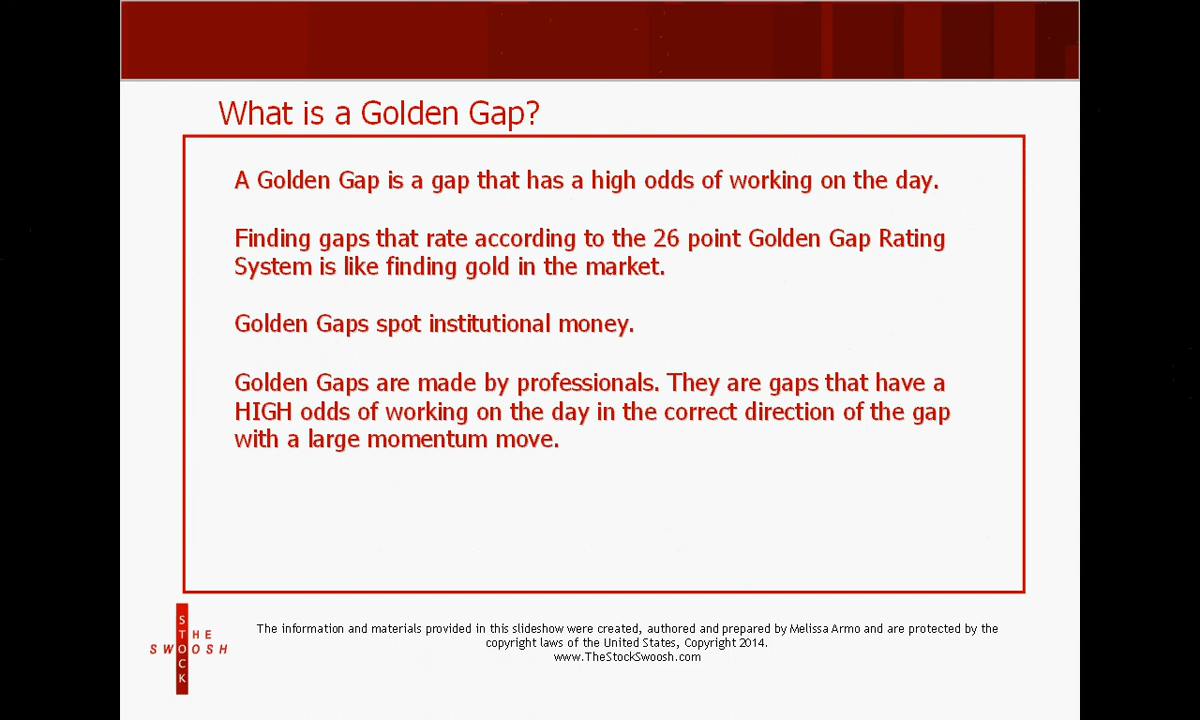 What is a Golden Gap?
A Golden Gap is a gap that has a high odds of working on the day.
Finding gaps that rate according to the 26 point Golden Gap Rating
System is like finding gold in the market.
Golden Gaps spot institutional money.
Golden Gaps are made by professionals. They are gaps that have a
HIGH odds of working on the day in the correct direction of the gap
with a large momentum move.
THE
STOCK
SWOOSH
The information and materials provided in this slideshow were created, authored and prepared by Melissa Armo and are protected by the
copyright laws of the United States, Copyright 2014.
www.TheStockSwoosh.com